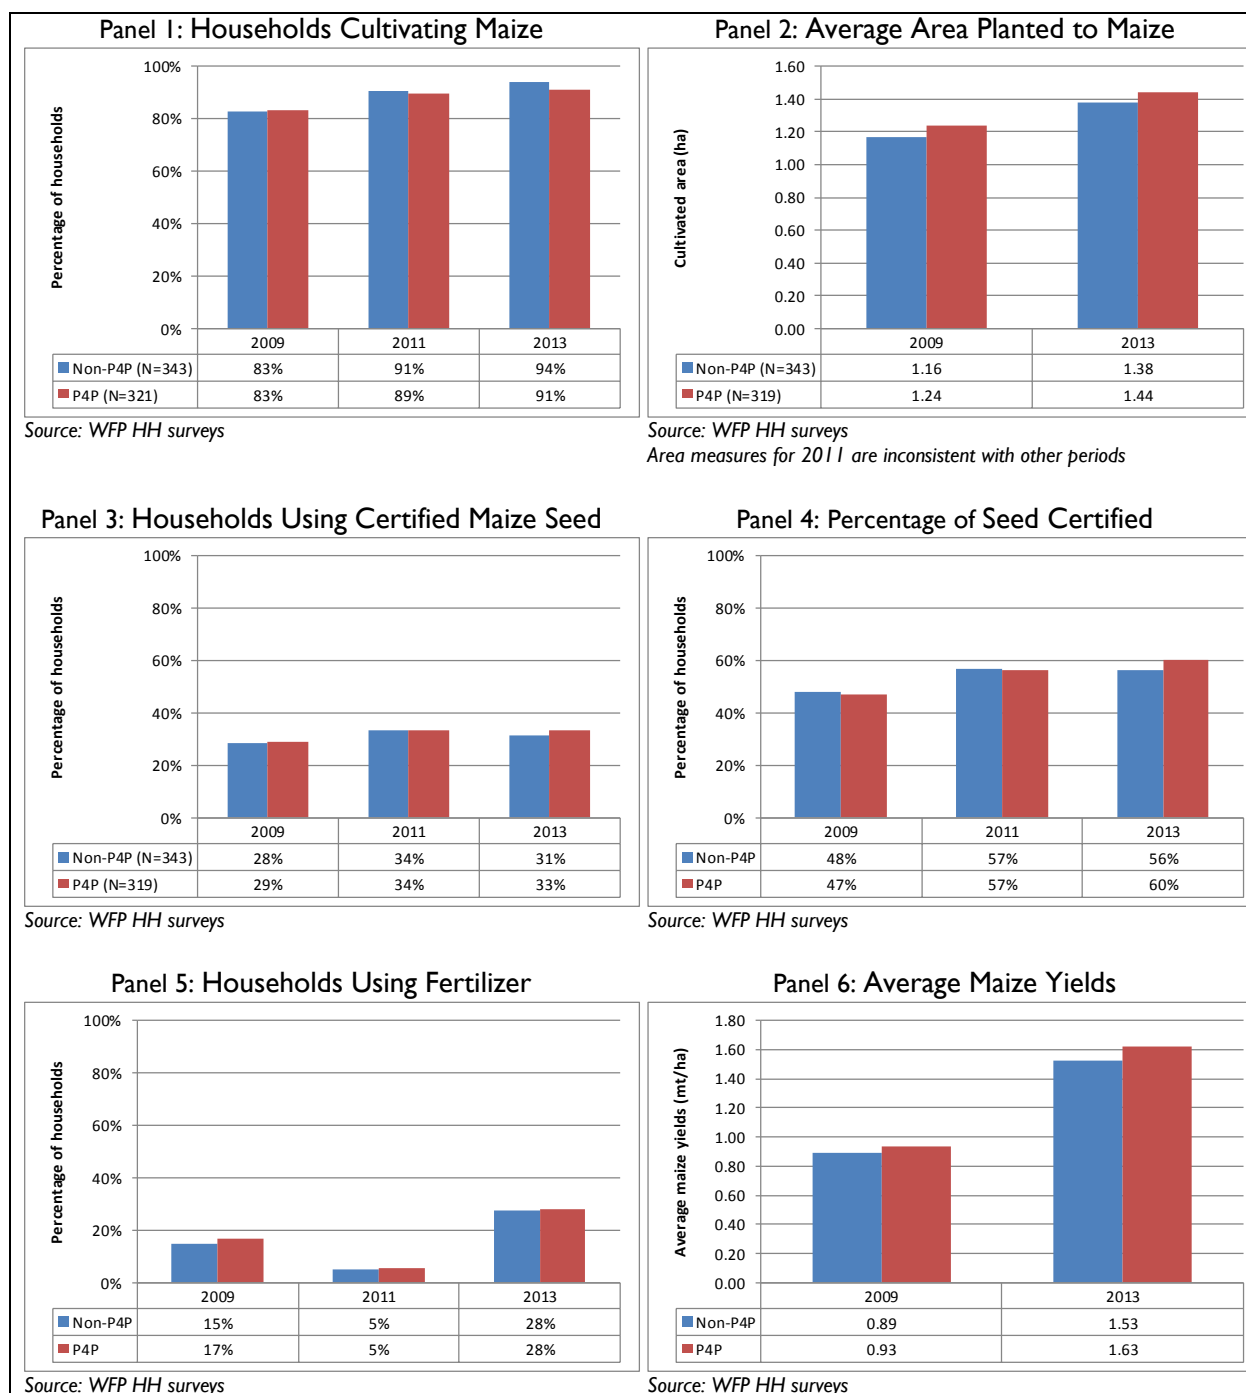 Panel 1: Households Cultivating Maize
Percentage of households
100%
80%
60%
40%
20%
0%
2009 2011 2013
Non-P4P (N=343) 83% 91% 94%
P4P (N=321) 83% 89% 91%
Source: WFP HH surveys
Panel 2: Average Area Planted to Maize
Cultivated area (ha)
1.60
1.40
1.20
1.00
0.80
0.60
0.40
0.20
0.00
2009 2013
Non-P4P (N=343) 1.16 1.38
P4P (N=319) 1.24 1.44
Source: WFP HH surveys
Area measures for 2011 are inconsistent with other periods
Panel 3: Households Using Certified Maize Seed
Percentage of households
100%
80%
60%
40%
20%
0%
2009 2011 2013
Non-P4P (N=343) 28% 34% 31%
P4P (N=319) 29% 34% 33%
Source: WFP HH surveys
Panel 4: Percentage of Seed Certified
Percentage of households
100%
80%
60%
40%
20%
0%
2009 2011 2013
Non-P4P 48% 57% 56%
P4P 47% 57% 60%
Source: WFP HH surveys
Panel 5: Households Using Fertilizer
Percentage of households
100%
80%
60%
40%
20%
0%
2009 2011 2013
Non-P4P 15% 5% 28%
P4P 17% 5% 28%
Source: WFP HH surveys
Panel 6: Average Maize Yields
Average maize yields (mt/ha)
1.80
1.60
1.40
1.20
1.00
0.80
0.60
0.40
0.20
0.00
2009 2013
Non-P4P 0.89 1.53
P4P 0.93 1.63
Source: WFP HH surveys